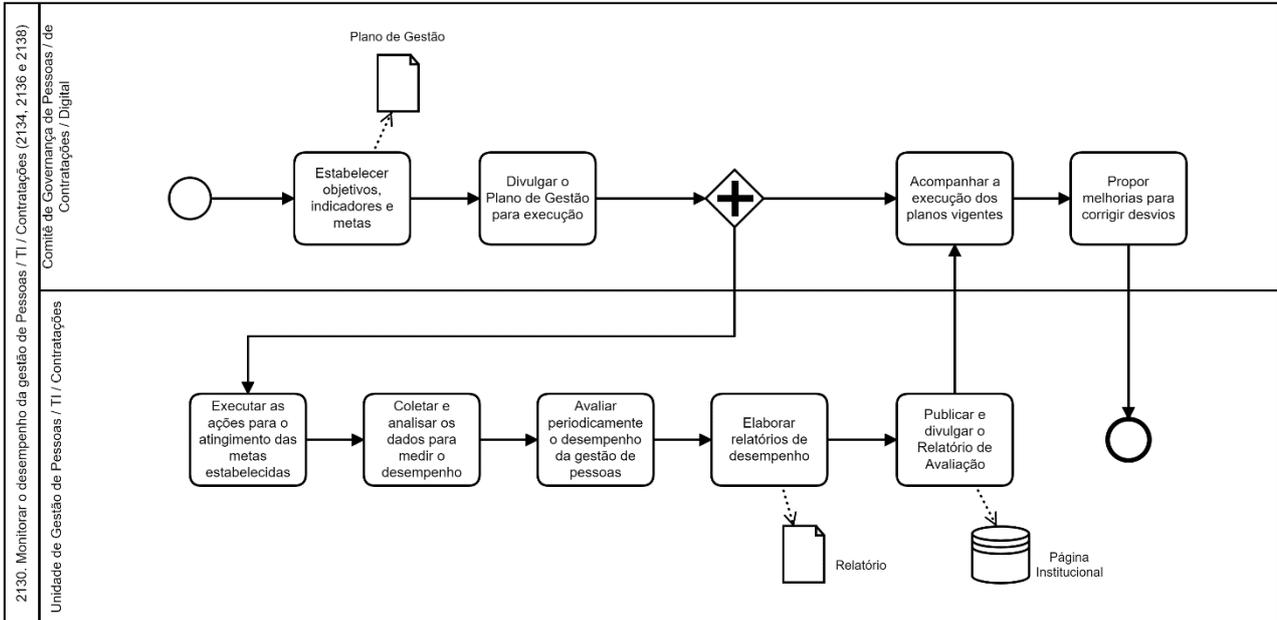 2130. Monitorar o desempenho da gestão de Pessoas / TI / Contratações (2134, 2136 e 2138)
Comitê de Governança de Pessoas / de
Contratações / Digital
Plano de Gestão
Estabelecer
objetivos,
indicadores e
metas
Divulgar o
Plano de Gestão
para execução
Acompanhar a
execução dos
planos vigentes
Propor
melhorias para
corrigir desvios
Unidade de Gestão de Pessoas / TI / Contratações
Executar as
ações para o
atingimento das
metas
estabelecidas
Coletar e
analisar os
dados para
medir o
desempenho
Avaliar
periodicamente
o desempenho
da gestão de
pessoas
Elaborar
relatórios de
desempenho
Publicar e
divulgar o
Relatório de
Avaliação
Relatório
Página
Institucional